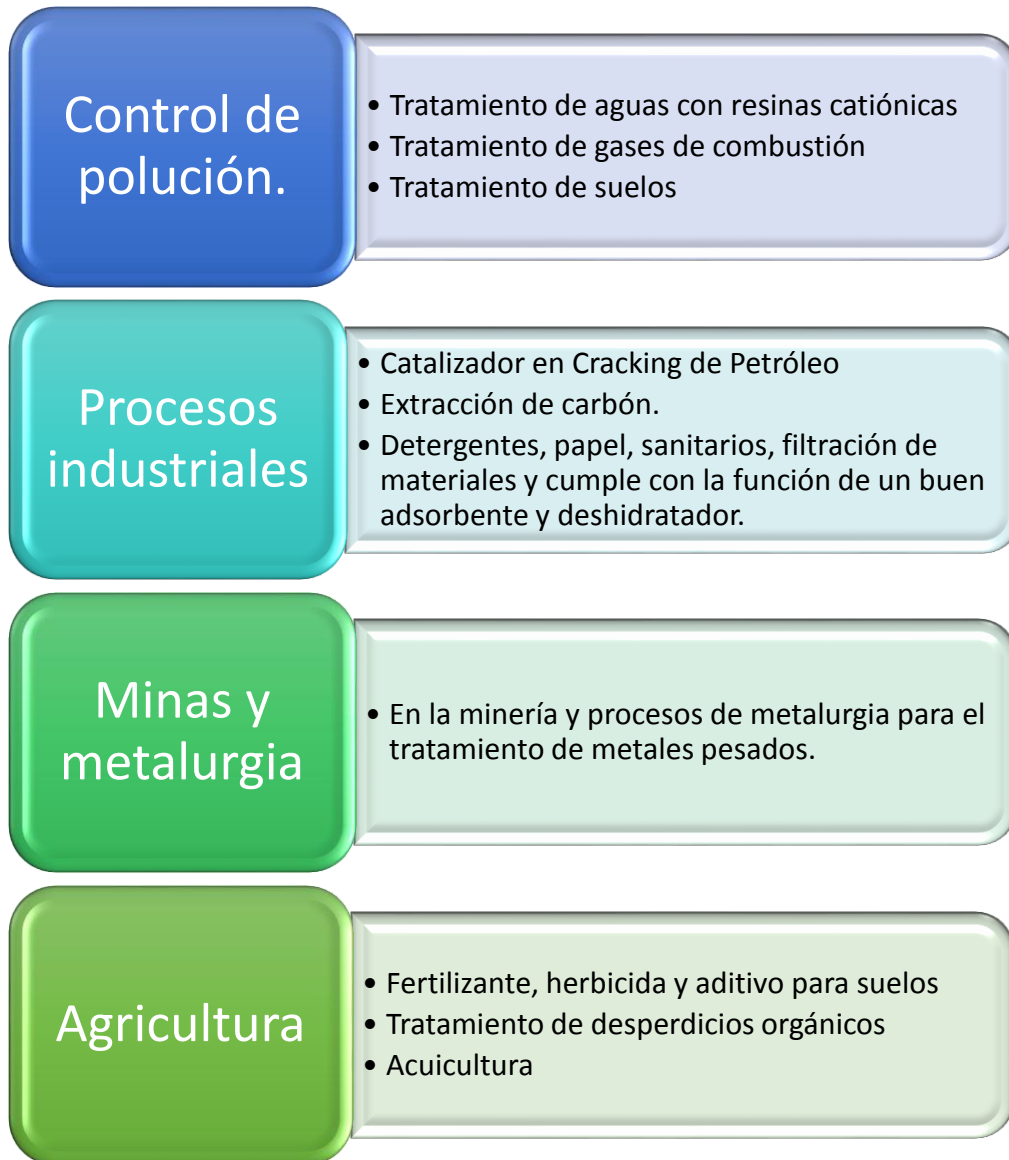 Control de
polución.
• Tratamiento de aguas con resinas catiónicas
• Tratamiento de gases de combustión
• Tratamiento de suelos
Procesos
industriales
• Catalizador en Cracking de Petróleo
• Extracción de carbón.
• Detergentes, papel, sanitarios, filtración de
materiales y cumple con la función de un buen
adsorbente y deshidratador.
Minas y
metalurgia
• En la minería y procesos de metalurgia para el
tratamiento de metales pesados.
Agricultura
• Fertilizante, herbicida y aditivo para suelos
• Tratamiento de desperdicios orgánicos
• Acuicultura